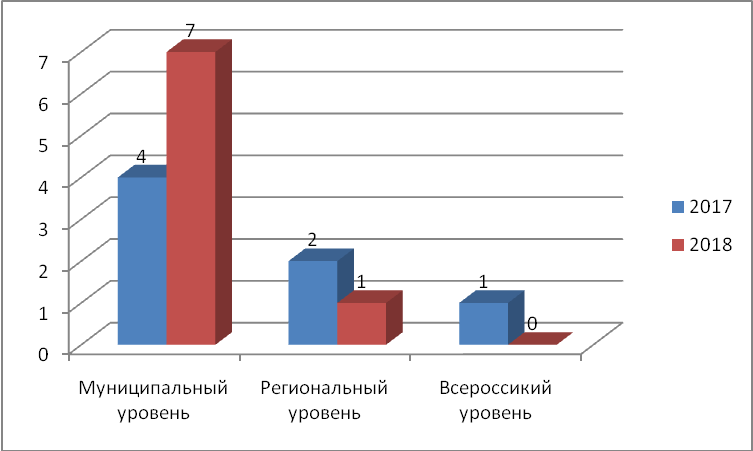 7
6
5
4
3
2
1
0
4
7
2
1
1
0
Муниципальный
уровень
Региональный
уровень
Всероссикий
уровень
2017
2018